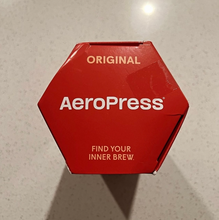 ORIGINAL
AeroPress
FIND YOUR
INNER BREW.